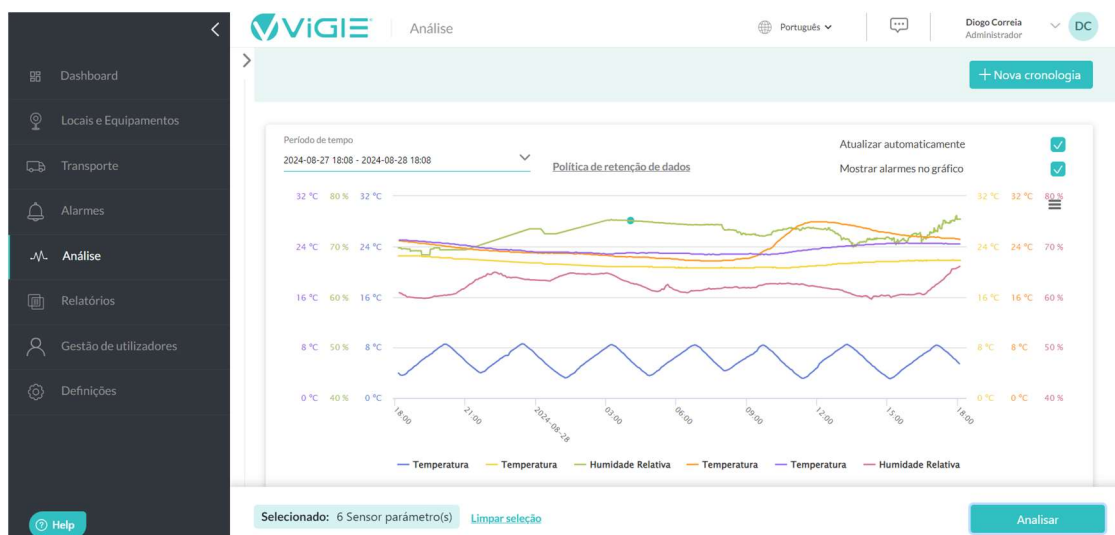 ViGIE
Análise
Português
Diogo Correia
Administrador
DC
Dashboard
Locais e Equipamentos
Transporte
Alarmes
Análise
Relatórios
Gestão de utilizadores
Definições
Help
+ Nova cronologia
Período de tempo
2024-08-27 18:08 - 2024-08-28 18:08
Política de retenção de dados
Atualizar automaticamente
Mostrar alarmes no gráfico
32 °C 80 % 32 °C 32 °C 32 °C 80 %
24 °C 70 % 24 °C 24 °C 24 °C 70 %
16 °C 60 % 16 °C 16 °C 16 °C 60 %
8 °C 50 % 8 °C 8 °C 8 °C 50 %
0 °C 40 % 0 °C 0 °C 0 °C 40 %
18:00 21:00 2024-08-28 03:00 06:00 09:00 12:00 15:00 18:00
Temperatura Temperatura Humidade Relativa Temperatura Temperatura Humidade Relativa
Selecionado: 6 Sensor parámetro(s) Limpar seleção
Analisar